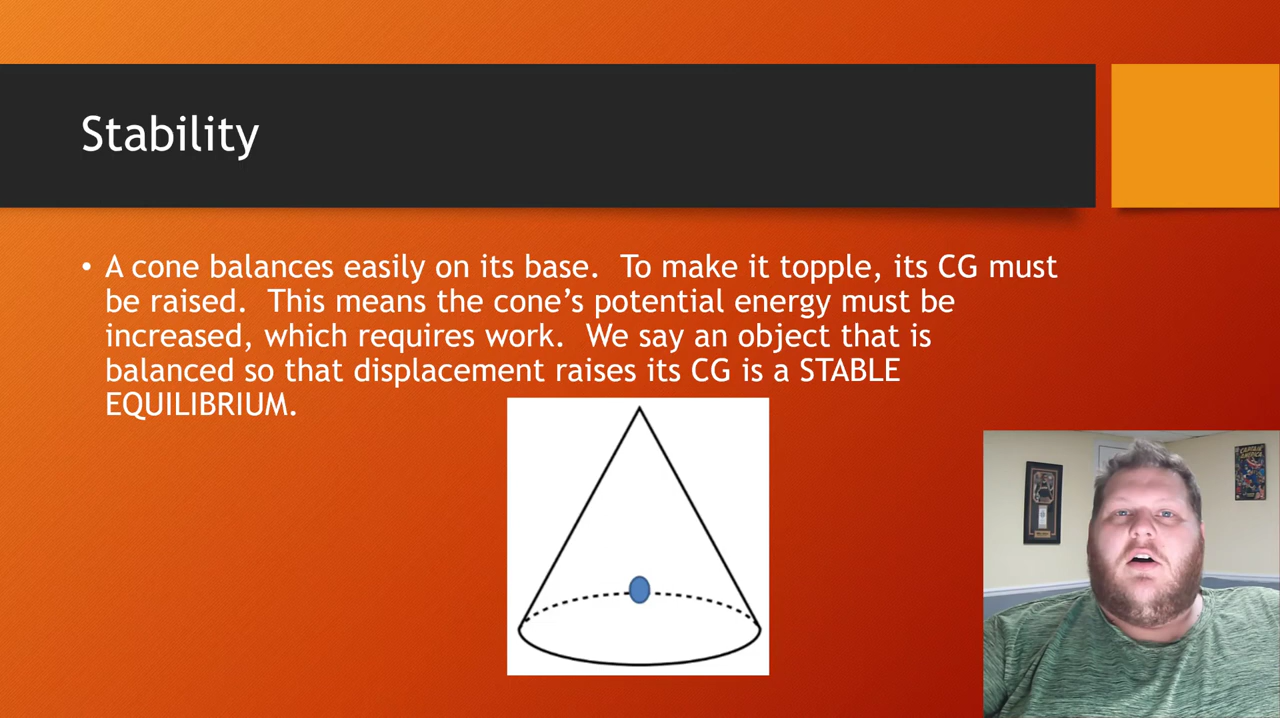 Stability
• A cone balances easily on its base.  To make it topple, its CG must
be raised.  This means the cone’s potential energy must be
increased, which requires work.  We say an object that is
balanced so that displacement raises its CG is a STABLE
EQUILIBRIUM.
CAPTAIN
AMERICA